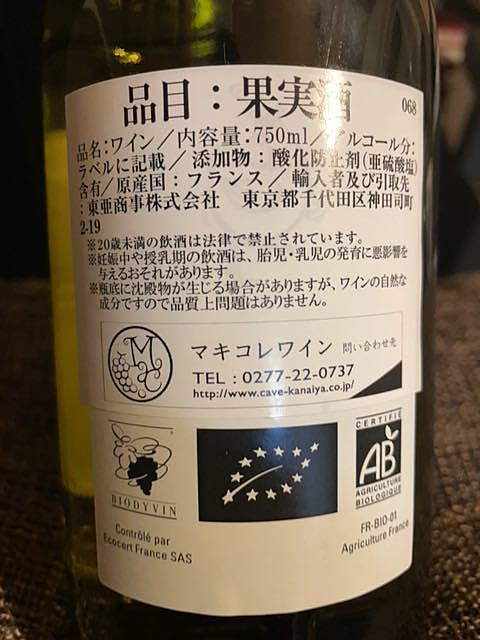 品目：果実酒
068
品名：ワイン／内容量：750ml／アルコール分：
ラベルに記載／添加物：酸化防止剤（亜硫酸塩）
含有／原産国：フランス／輸入者及び引取先
：東亜商事株式会社　東京都千代田区神田司町
2-19
※20歳未満の飲酒は法律で禁止されています。
※妊娠中や授乳期の飲酒は、胎児・乳児の発育に悪影響を
与えるおそれがあります。
※瓶底に沈殿物が生じる場合がありますが、ワインの自然な
成分ですので品質上問題はありません。
MC
マキコレワイン 問い合わせ先
TEL：0277-22-0737
http://www.cave-kanaiya.co.jp/
BIODYVIN
Contrôlé par
Ecocert France SAS
CERTIFIÉ
AB
AGRICULTURE
BIOLOGIQUE
FR-BIO-01
Agriculture France